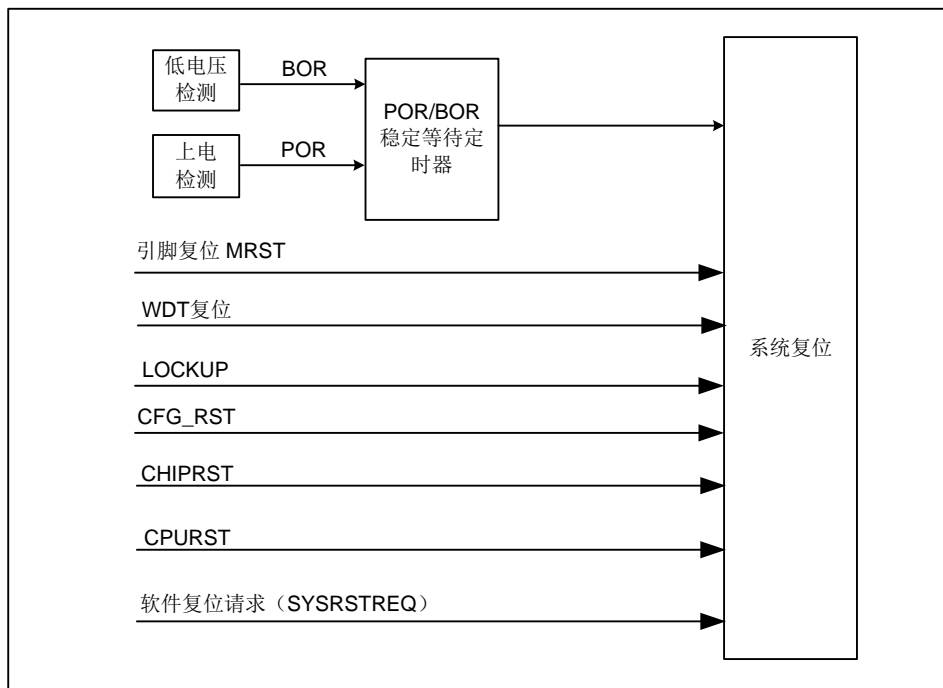 低电压
检测
BOR
上电
检测
POR
POR/BOR
稳定等待定
时器
引脚复位 MRST
WDT复位
LOCKUP
CFG_RST
CHIPRST
CPURST
软件复位请求（SYSRSTREQ）
系统复位